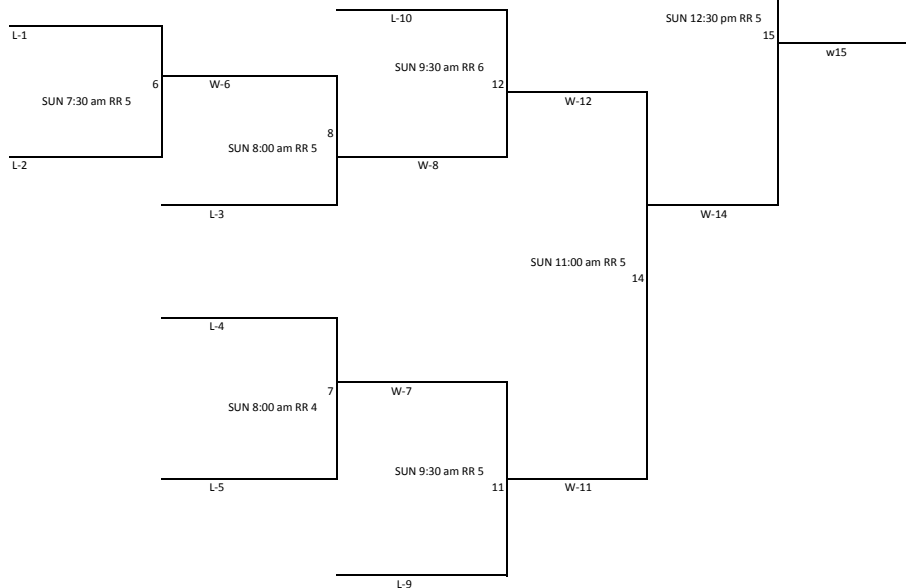 L-10
SUN 12:30 pm RR 5
L-1
15
w15
SUN 9:30 am RR 6
6
W-6
12
SUN 7:30 am RR 5
W-12
8
SUN 8:00 am RR 5
L-2
W-8
L-3
W-14
SUN 11:00 am RR 5
14
L-4
7
W-7
SUN 8:00 am RR 4
SUN 9:30 am RR 5
L-5
11
W-11
L-9